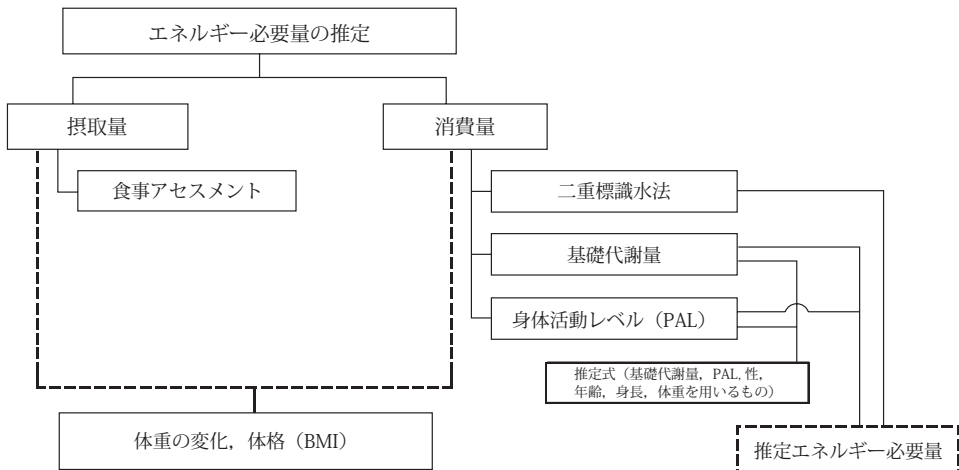 エネルギー必要量の推定
摂取量
消費量
食事アセスメント
二重標識水法
基礎代謝量
身体活動レベル（PAL）
推定式（基礎代謝量，PAL，性，
年齢，身長，体重を用いるもの）
体重の変化，体格（BMI）
推定エネルギー必要量